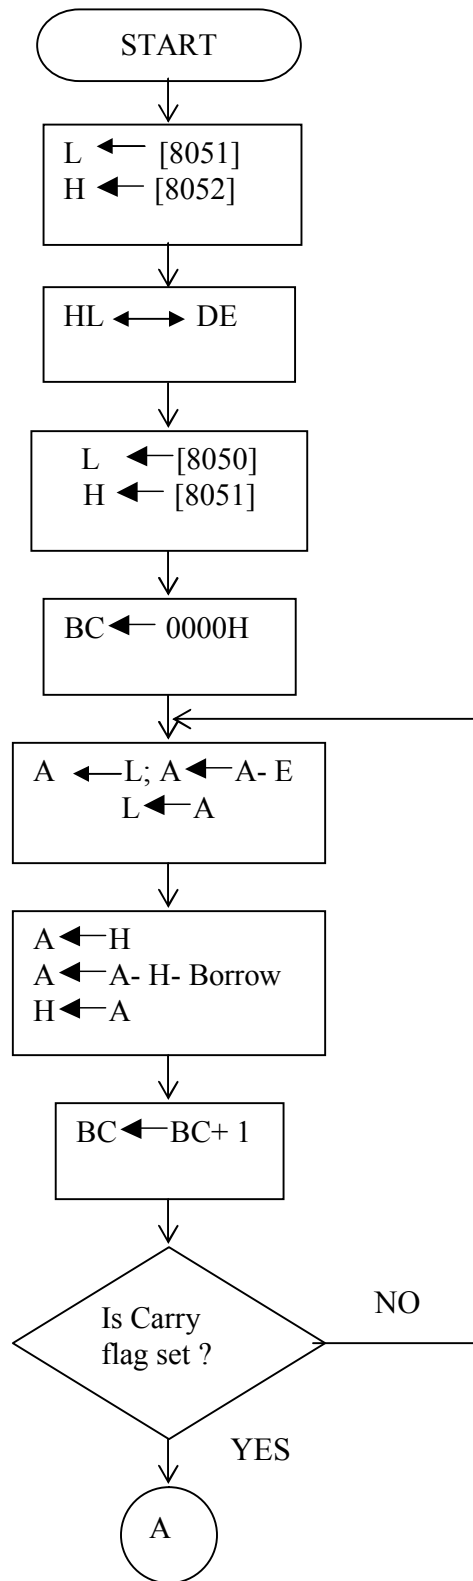 START
L ← [8051]
H ← [8052]
HL ↔ DE
L ← [8050]
H ← [8051]
BC ← 0000H
A ← L; A ← A- E
L ← A
A ← H
A ← A- H- Borrow
H ← A
BC ← BC+ 1
Is Carry
flag set ?
NO
YES
A